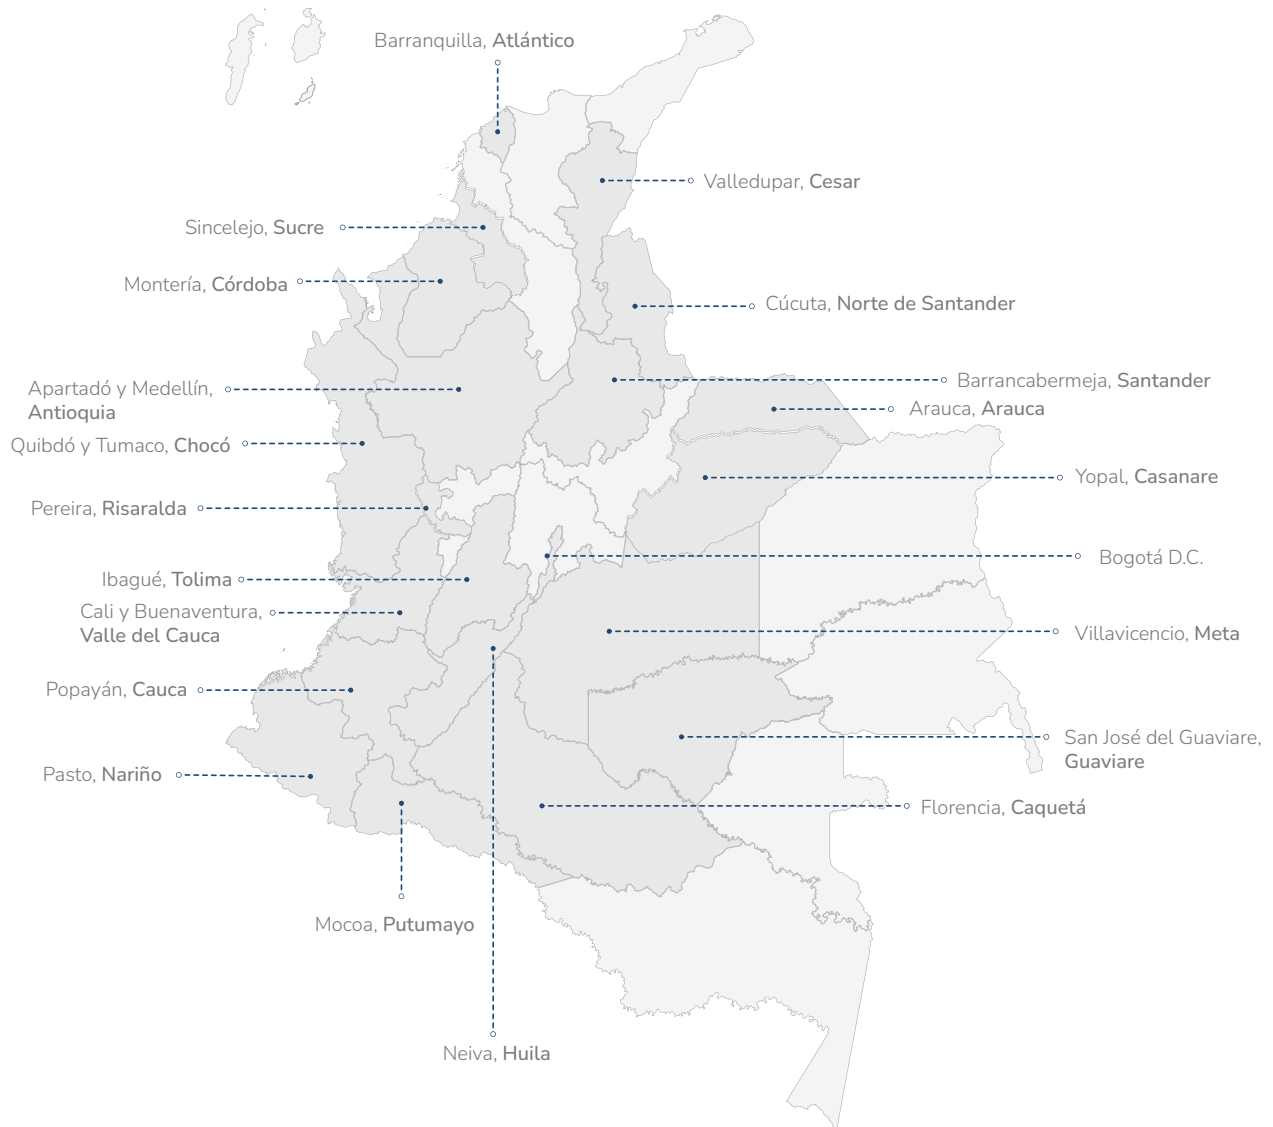 Barranquilla, Atlántico
Valledupar, Cesar
Sincelejo, Sucre
Montería, Córdoba
Cúcuta, Norte de Santander
Apartadó y Medellín,
Antioquia
Barrancabermeja, Santander
Arauca, Arauca
Quibdó y Tumaco, Chocó
Yopal, Casanare
Pereira, Risaralda
Bogotá D.C.
Ibagué, Tolima
Cali y Buenaventura,
Valle del Cauca
Villavicencio, Meta
Popayán, Cauca
San José del Guaviare,
Guaviare
Pasto, Nariño
Florencia, Caquetá
Mocoa, Putumayo
Neiva, Huila